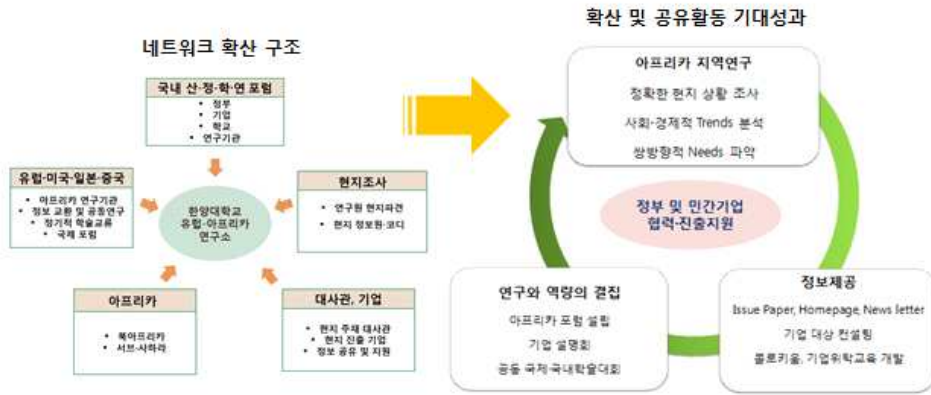 네트워크 확산 구조
국내 산·정·학·연 포럼
• 정부
• 기업
• 학교
• 연구기관
유럽·미국·일본·중국
• 아프리카 연구기관
• 정보 교환 및 공동연구
• 정기적 학술교류
• 국제 포럼
현지조사
• 연구원 현지파견
• 현지 정보원·코디
한양대학교
유럽·아프리카
연구소
아프리카
• 북아프리카
• 서브-사하라
대사관, 기업
• 현지 주재 대사관
• 현지 진출 기업
• 정보 공유 및 지원
확산 및 공유활동 기대성과
아프리카 지역연구
정확한 현지 상황 조사
사회·경제적 Trends 분석
쌍방향적 Needs 파악
정부 및 민간기업
협력·진출지원
연구와 역량의 결집
아프리카 포럼 설립
기업 설명회
공동 국제·국내학술대회
정보제공
Issue Paper, Homepage, News letter
기업 대상 컨설팅
콜로키움, 기업위탁교육 개발